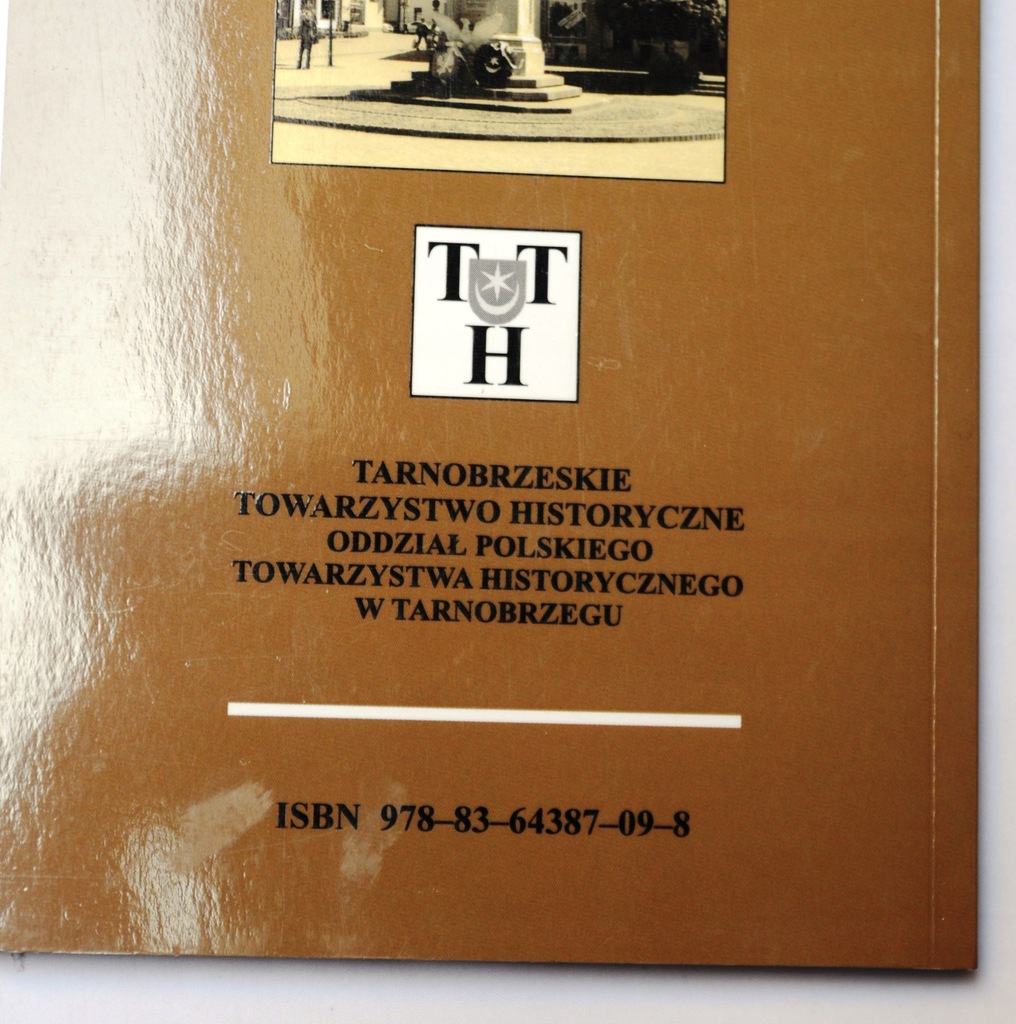 T T
H
TARNOBRZESKIE
TOWARZYSTWO HISTORYCZNE
ODDZIAŁ POLSKIEGO
TOWARZYSTWA HISTORYCZNEGO
W TARNOBRZEGU
ISBN 978–83–64387–09–8